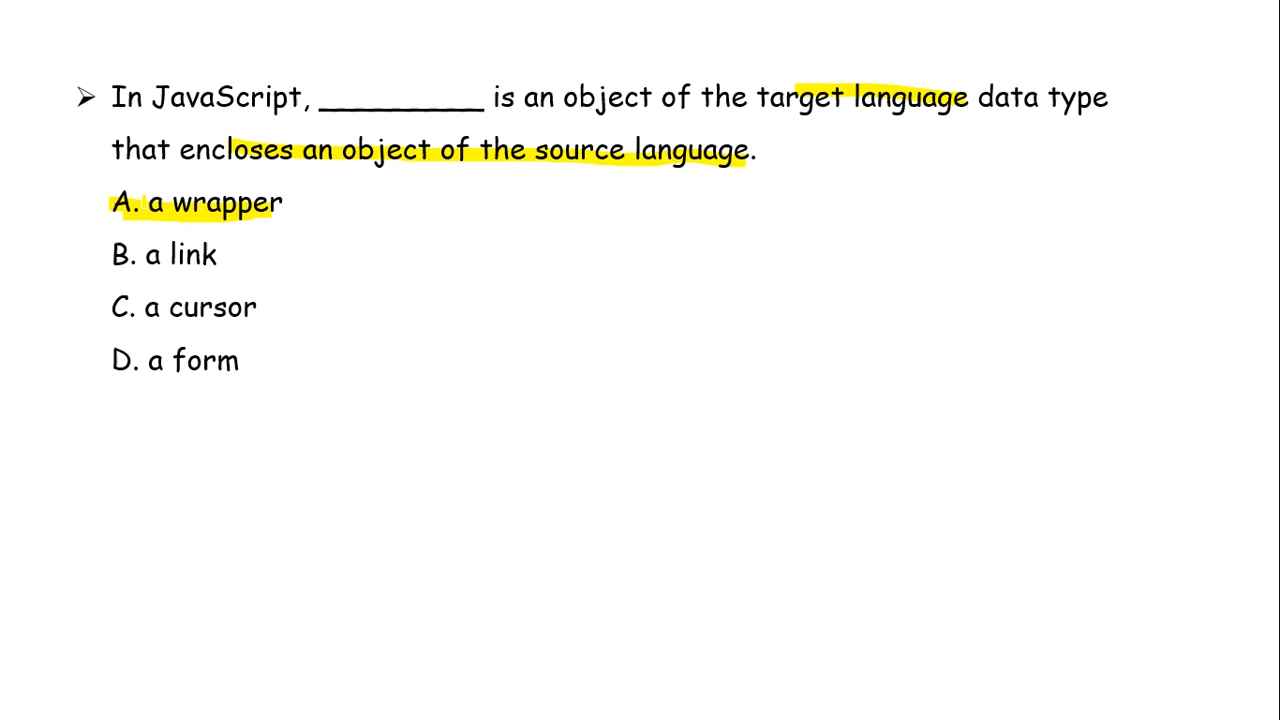 ➢ In JavaScript, _________ is an object of the target language data type
that encloses an object of the source language.
A. a wrapper
B. a link
C. a cursor
D. a form